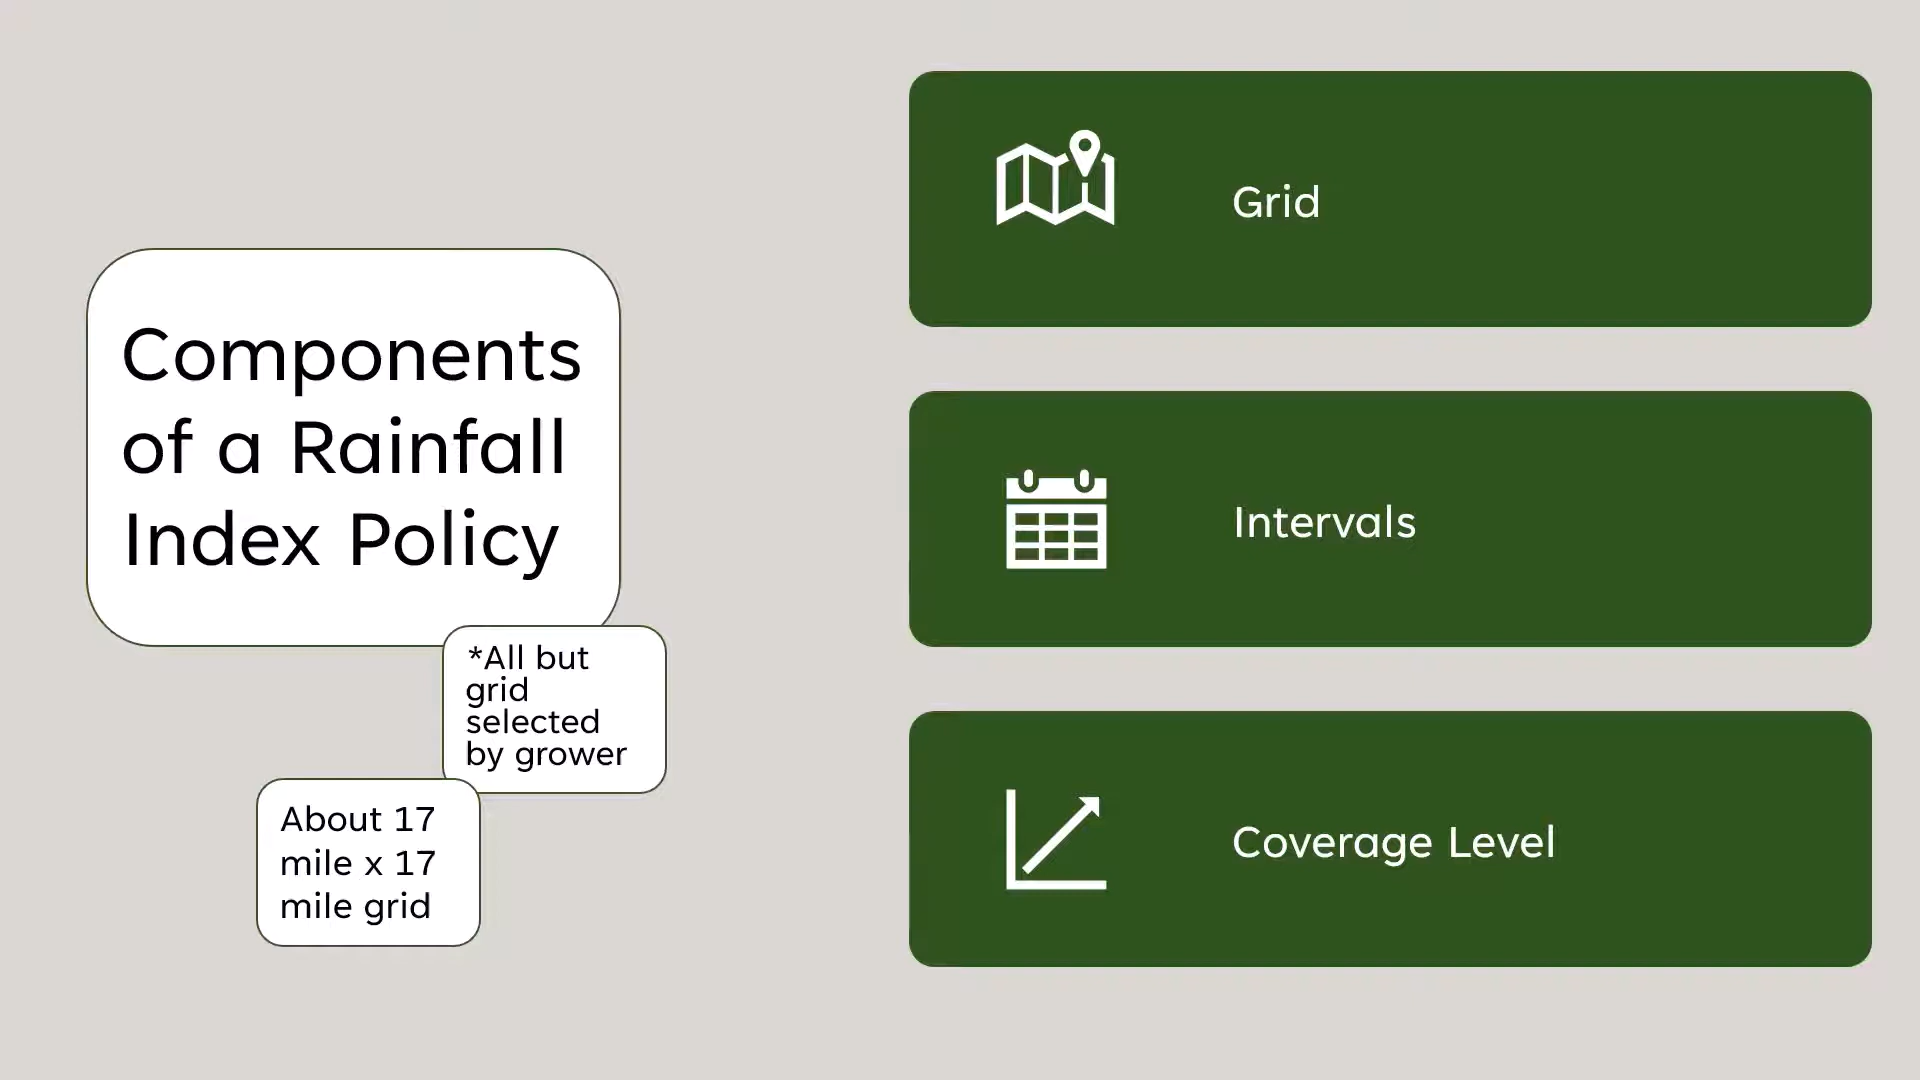 Components
of a Rainfall
Index Policy
*All but
grid
selected
by grower
About 17
mile x 17
mile grid
Grid
Intervals
Coverage Level